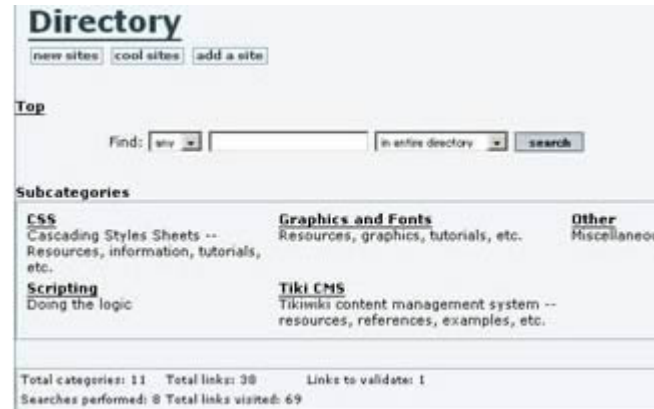 Directory
new sites cool sites add a site
Top
Find: any in entire directory search
Subcategories
CSS
Cascading Styles Sheets --
Resources, information, tutorials,
etc.
Graphics and Fonts
Resources, graphics, tutorials, etc.
Other
Miscellaneo
Scripting
Doing the logic
Tiki CMS
Tikiwiki content management system --
resources, references, examples, etc.
Total categories: 11 Total links: 38 Links to validate: 1
Searches performed: 8 Total links visited: 69